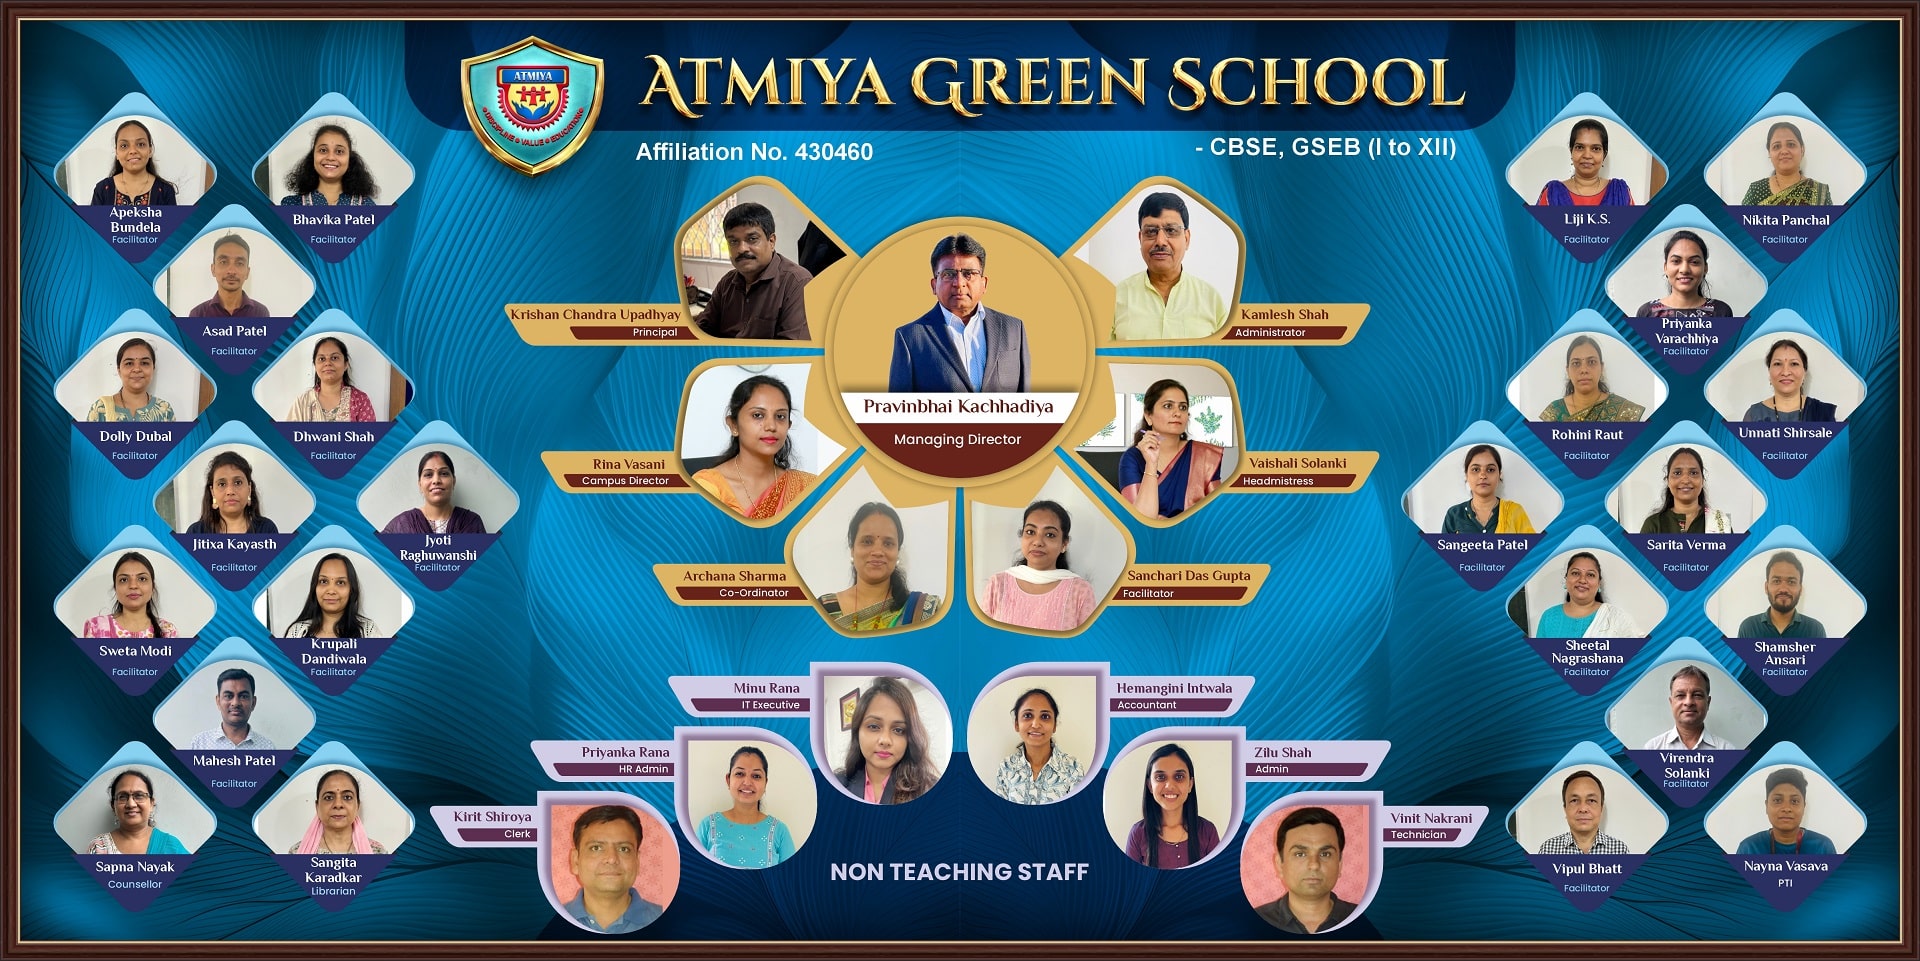 ATMIYA
DISCIPLINE • VALUE • EDUCATION
ATMIYA GREEN SCHOOL
Affiliation No. 430460
- CBSE, GSEB (I to XII)
Apeksha
Bundela
Facilitator
Bhavika Patel
Facilitator
Asad Patel
Facilitator
Dolly Dubal
Facilitator
Dhwani Shah
Facilitator
Jitixa Kayasth
Facilitator
Jyoti
Raghuwanshi
Facilitator
Sweta Modi
Facilitator
Krupali
Dandiwala
Facilitator
Mahesh Patel
Facilitator
Sapna Nayak
Counsellor
Sangita
Karadkar
Librarian
Krishan Chandra Upadhyay
Principal
Kamlesh Shah
Administrator
Pravinbhai Kachhadiya
Managing Director
Rina Vasani
Campus Director
Vaishali Solanki
Headmistress
Archana Sharma
Co-Ordinator
Sanchari Das Gupta
Facilitator
Minu Rana
IT Executive
Hemangini Intwala
Accountant
Priyanka Rana
HR Admin
Zilu Shah
Admin
Kirit Shiroya
Clerk
Vinit Nakrani
Technician
NON TEACHING STAFF
Liji K.S.
Facilitator
Nikita Panchal
Facilitator
Priyanka
Varachhiya
Facilitator
Rohini Raut
Facilitator
Unnati Shirsale
Facilitator
Sangeeta Patel
Facilitator
Sarita Verma
Facilitator
Sheetal
Nagrashana
Facilitator
Shamsher
Ansari
Facilitator
Virendra
Solanki
Facilitator
Vipul Bhatt
Facilitator
Nayna Vasava
PTI